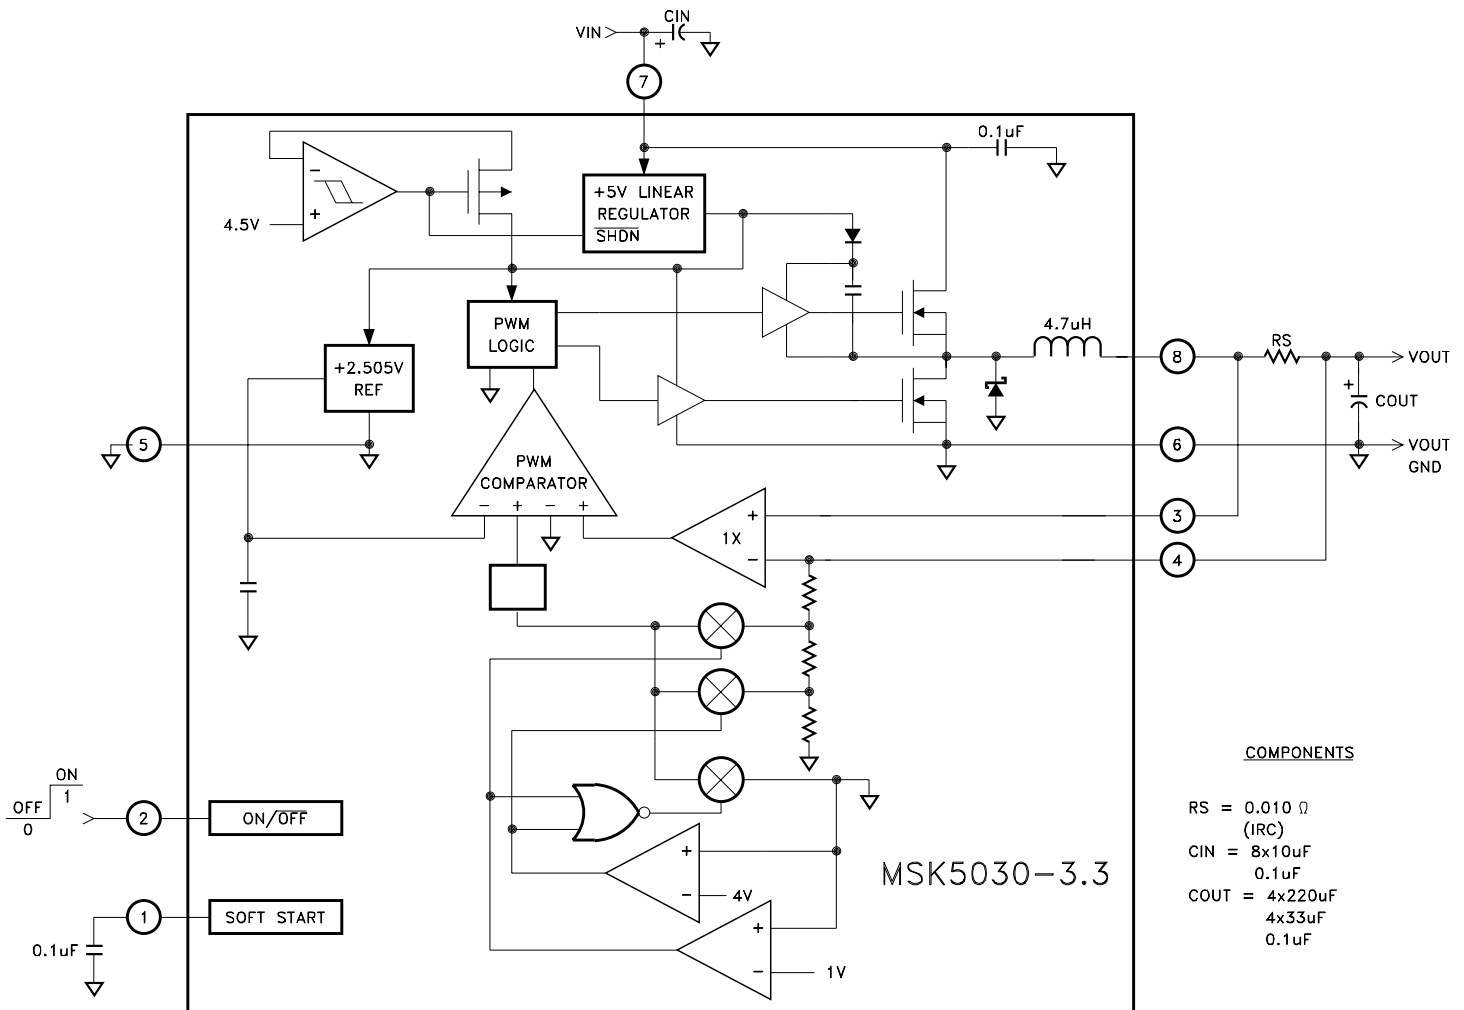 CIN
VIN
+
7
0.1uF
−
+
4.5V
+5V LINEAR
REGULATOR
SHDN
PWM
LOGIC
4.7uH
8
RS
VOUT
+2.505V
REF
+
COUT
5
6
VOUT
GND
PWM
COMPARATOR
− + − +
+
1X
−
3
4
COMPONENTS
ON
OFF
1
0
2
ON/OFF
RS = 0.010 Ω
(IRC)
CIN = 8x10uF
0.1uF
COUT = 4x220uF
4x33uF
0.1uF
+
−
4V
MSK5030-3.3
1
SOFT START
0.1uF
+
−
1V